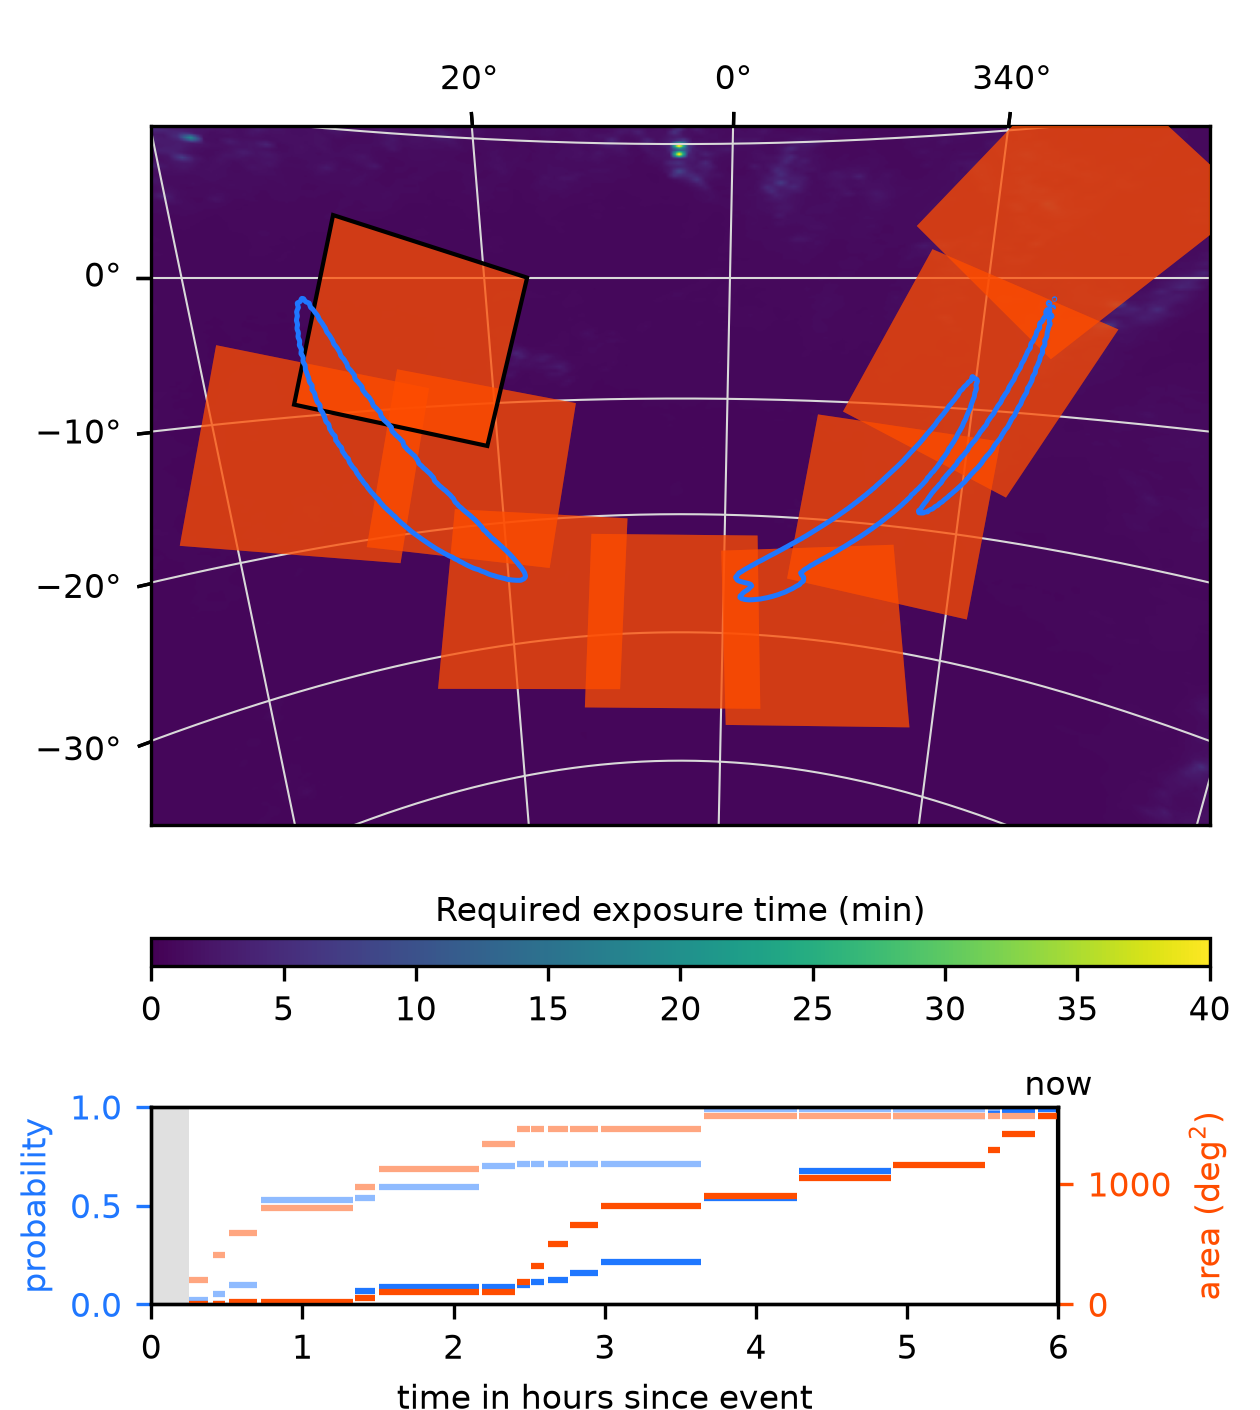 20° 0° 340°
0°
−10°
−20°
−30°
Required exposure time (min)
0 5 10 15 20 25 30 35 40
now
1.0
0.5
0.0
probability
1000
0
area (deg²)
0 1 2 3 4 5 6
time in hours since event